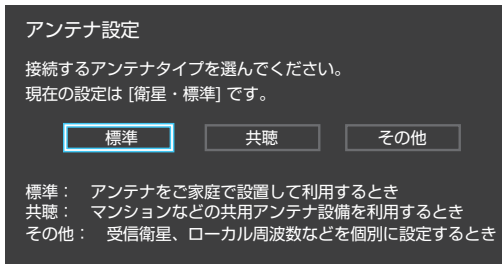 アンテナ設定
接続するアンテナタイプを選んでください。
現在の設定は [衛星・標準] です。
標準 共聴 その他
標準： アンテナをご家庭で設置して利用するとき
共聴： マンションなどの共用アンテナ設備を利用するとき
その他： 受信衛星、ローカル周波数などを個別に設定するとき